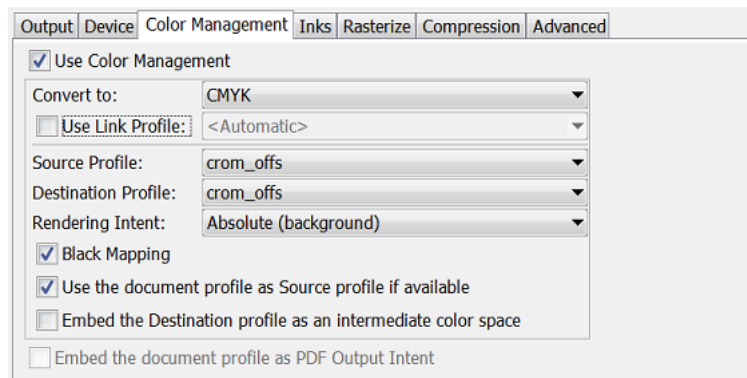 Output Device Color Management Inks Rasterize Compression Advanced
Use Color Management
Convert to: CMYK
Use Link Profile: <Automatic>
Source Profile: crom_offs
Destination Profile: crom_offs
Rendering Intent: Absolute (background)
Black Mapping
Use the document profile as Source profile if available
Embed the Destination profile as an intermediate color space
Embed the document profile as PDF Output Intent